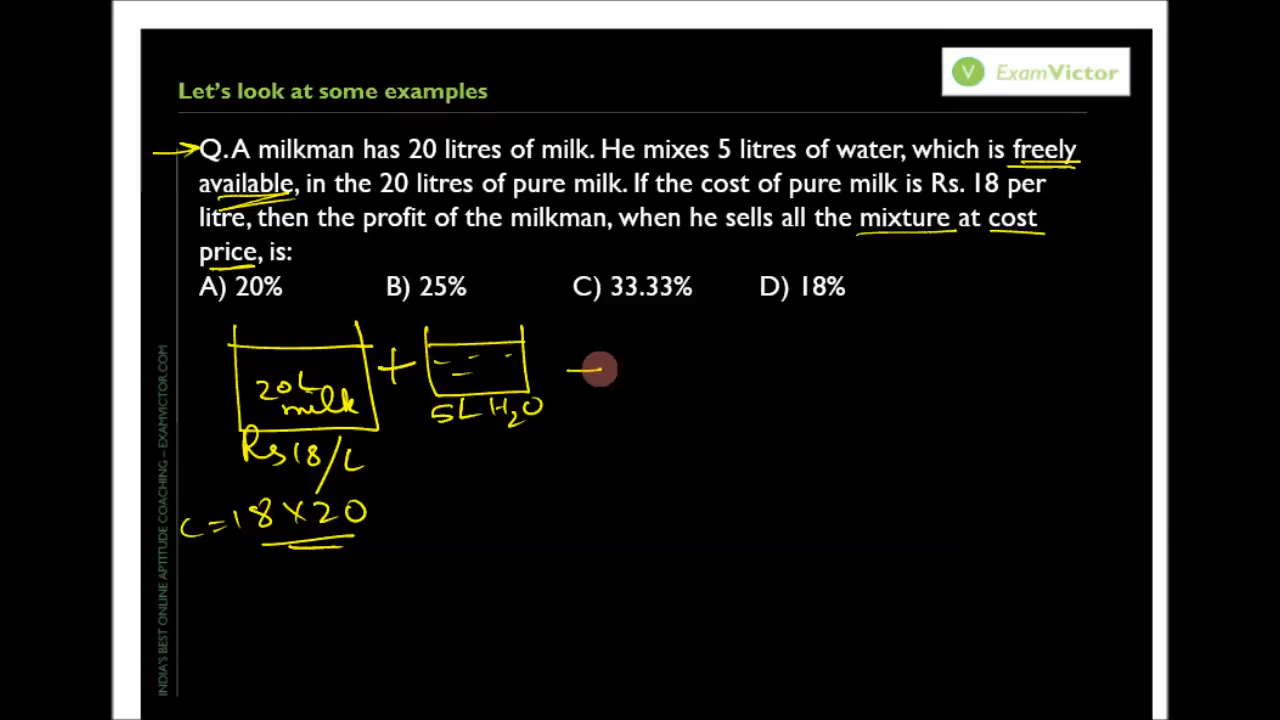 V ExamVictor
Let's look at some examples
Q. A milkman has 20 litres of milk. He mixes 5 litres of water, which is freely
available, in the 20 litres of pure milk. If the cost of pure milk is Rs. 18 per
litre, then the profit of the milkman, when he sells all the mixture at cost
price, is:
A) 20% B) 25% C) 33.33% D) 18%
20L
milk
+
5L H2O
Rs 18/L
C = 18 × 20
INDIA'S BEST ONLINE APTITUDE COACHING – EXAMVICTOR.COM